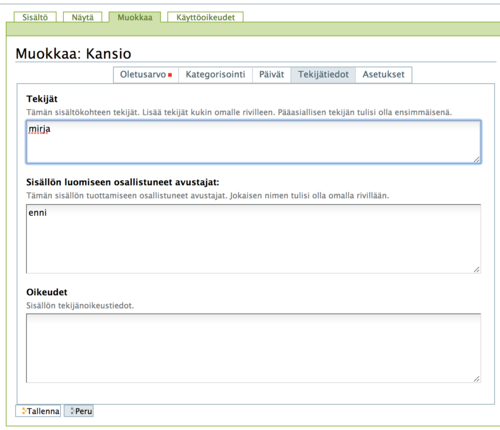 Sisältö Näytä Muokkaa Käyttöoikeudet
Muokkaa: Kansio
Oletusarvo Kategorisointi Päivät Tekijätiedot Asetukset
Tekijät
Tämän sisältökohteen tekijät. Lisää tekijät kukin omalle rivilleen. Pääasiallisen tekijän tulisi olla ensimmäisenä.
mirja
Sisällön luomiseen osallistuneet avustajat:
Tämän sisällön tuottamiseen osallistuneet avustajat. Jokaisen nimen tulisi olla omalla rivillään.
enni
Oikeudet
Sisällön tekijänoikeustiedot.
Tallenna Peru